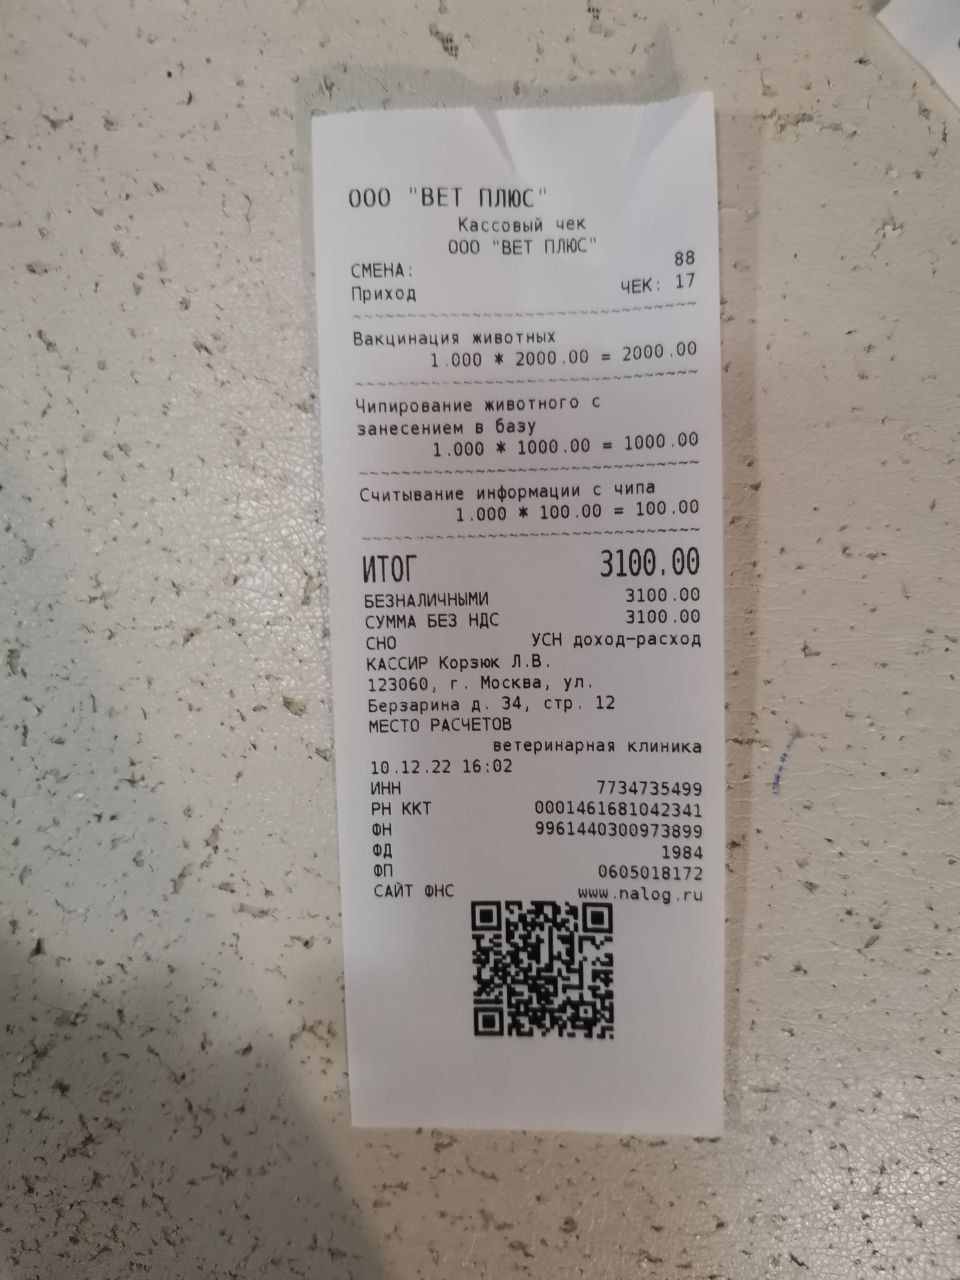 ООО "ВЕТ ПЛЮС"
Кассовый чек
ООО "ВЕТ ПЛЮС"
СМЕНА: 88
Приход ЧЕК: 17
Вакцинация животных
1.000 * 2000.00 = 2000.00
Чипирование животного с
занесением в базу
1.000 * 1000.00 = 1000.00
Считывание информации с чипа
1.000 * 100.00 = 100.00
ИТОГ 3100.00
БЕЗНАЛИЧНЫМИ 3100.00
СУММА БЕЗ НДС 3100.00
СНО УСН доход-расход
КАССИР Корзюк Л.В.
123060, г. Москва, ул.
Берзарина д. 34, стр. 12
МЕСТО РАСЧЕТОВ
ветеринарная клиника
10.12.22 16:02
ИНН 7734735499
РН ККТ 0001461681042341
ФН 9961440300973899
ФД 1984
ФП 0605018172
САЙТ ФНС www.nalog.ru